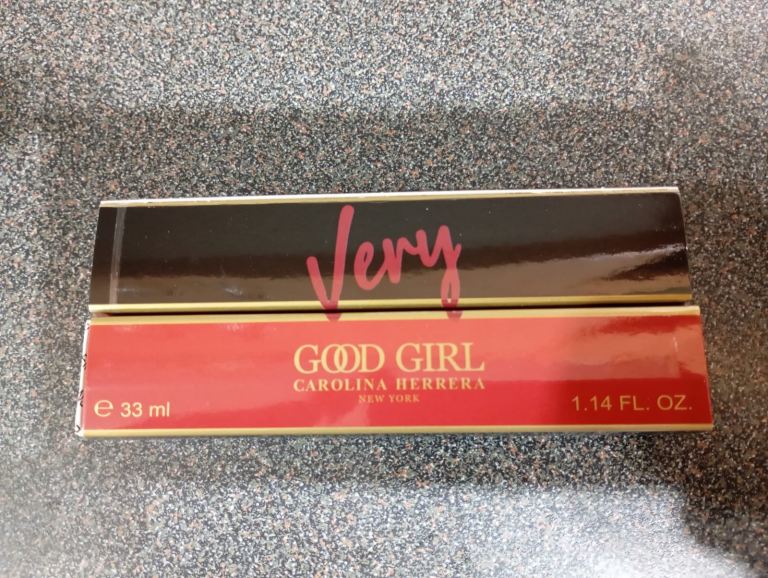 Very
GOOD GIRL
CAROLINA HERRERA
NEW YORK
℮ 33 ml
1.14 FL. OZ.